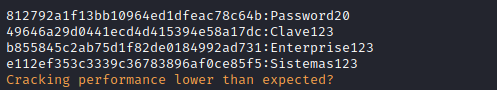 812792a1f13bb10964ed1dfeac78c64b:Password20
49646a29d0441ecd4d415394e58a17dc:Clave123
b855845c2ab75d1f82de0184992ad731:Enterprise123
e112ef353c3339c36783896af0ce85f5:Sistemas123
Cracking performance lower than expected?